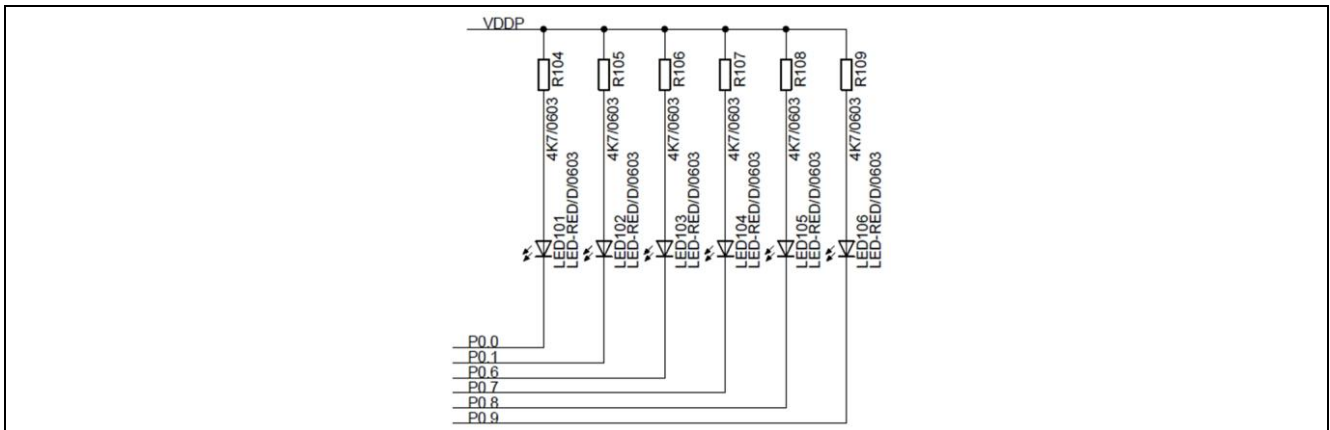 VDDP
R104
R105
R106
R107
R108
R109
4K7/0603
4K7/0603
4K7/0603
4K7/0603
4K7/0603
4K7/0603
LED101
LED-RED/D/0603
LED102
LED-RED/D/0603
LED103
LED-RED/D/0603
LED104
LED-RED/D/0603
LED105
LED-RED/D/0603
LED106
LED-RED/D/0603
P0.0
P0.1
P0.6
P0.7
P0.8
P0.9